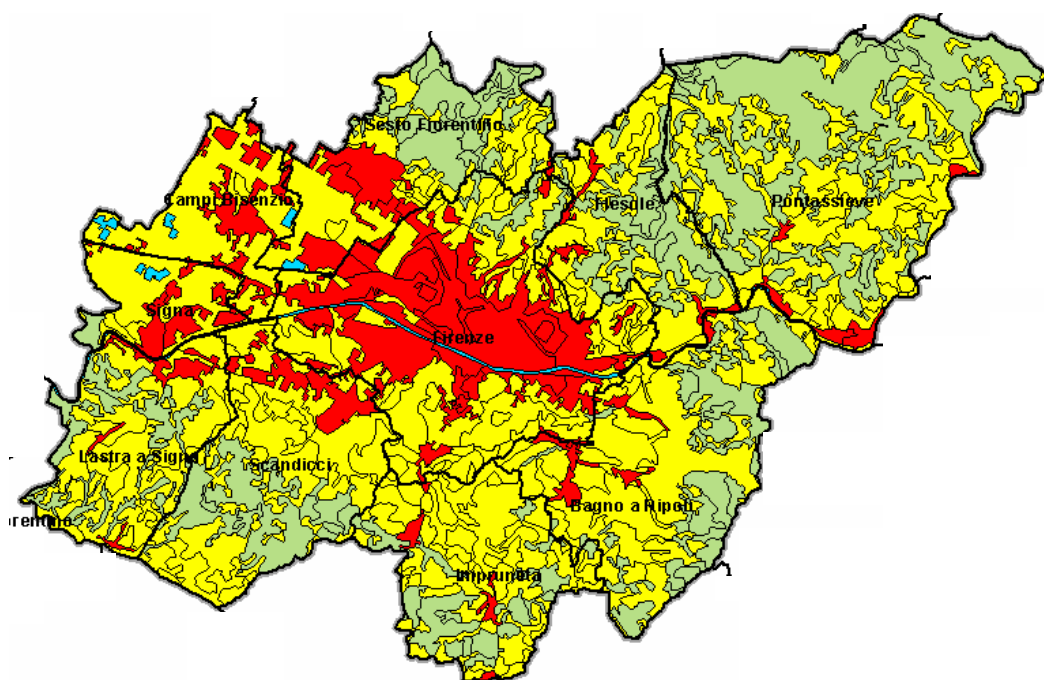 Sesto Fiorentino
Campi Bisenzio
Fiesole
Pontassieve
Signa
Firenze
Lastra a Signa
Scandicci
Bagno a Ripoli
orentino
Impruneta